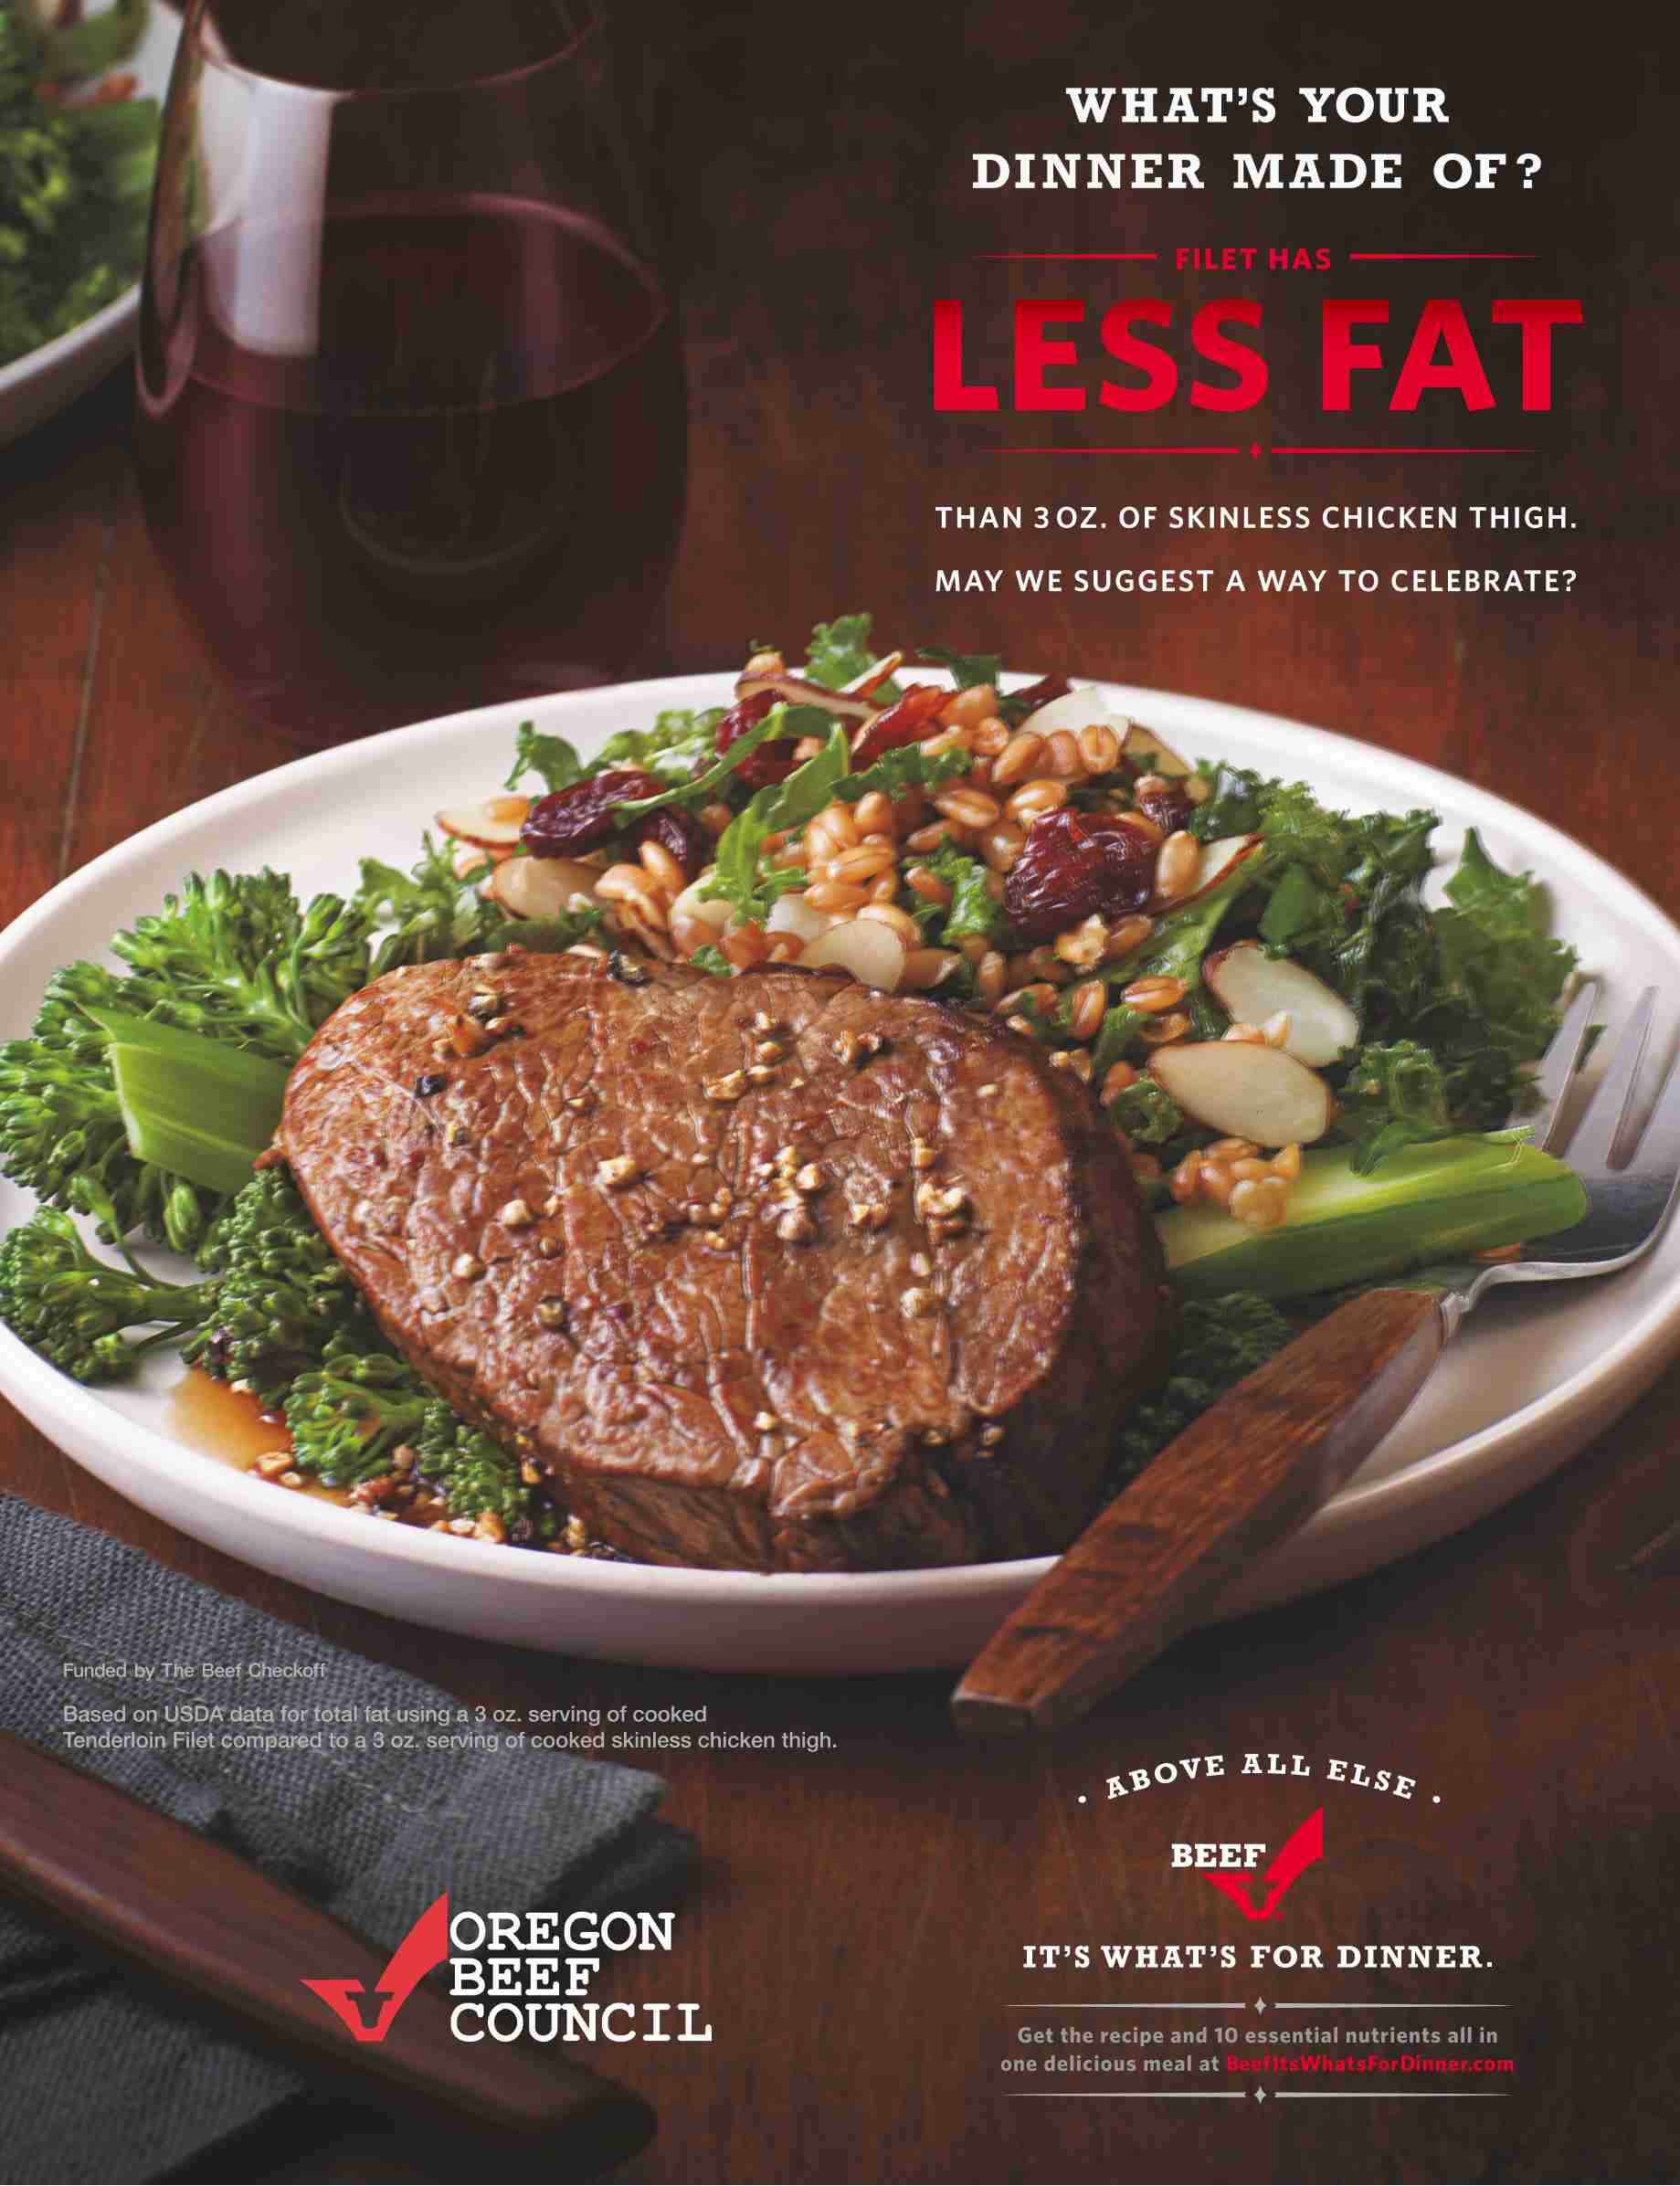 WHAT'S YOUR
DINNER MADE OF?
FILET HAS
LESS FAT
THAN 3 OZ. OF SKINLESS CHICKEN THIGH.
MAY WE SUGGEST A WAY TO CELEBRATE?
Funded by The Beef Checkoff
Based on USDA data for total fat using a 3 oz. serving of cooked
Tenderloin Filet compared to a 3 oz. serving of cooked skinless chicken thigh.
OREGON
BEEF
COUNCIL
· ABOVE ALL ELSE ·
BEEF
IT'S WHAT'S FOR DINNER.
Get the recipe and 10 essential nutrients all in
one delicious meal at BeefItsWhatsForDinner.com